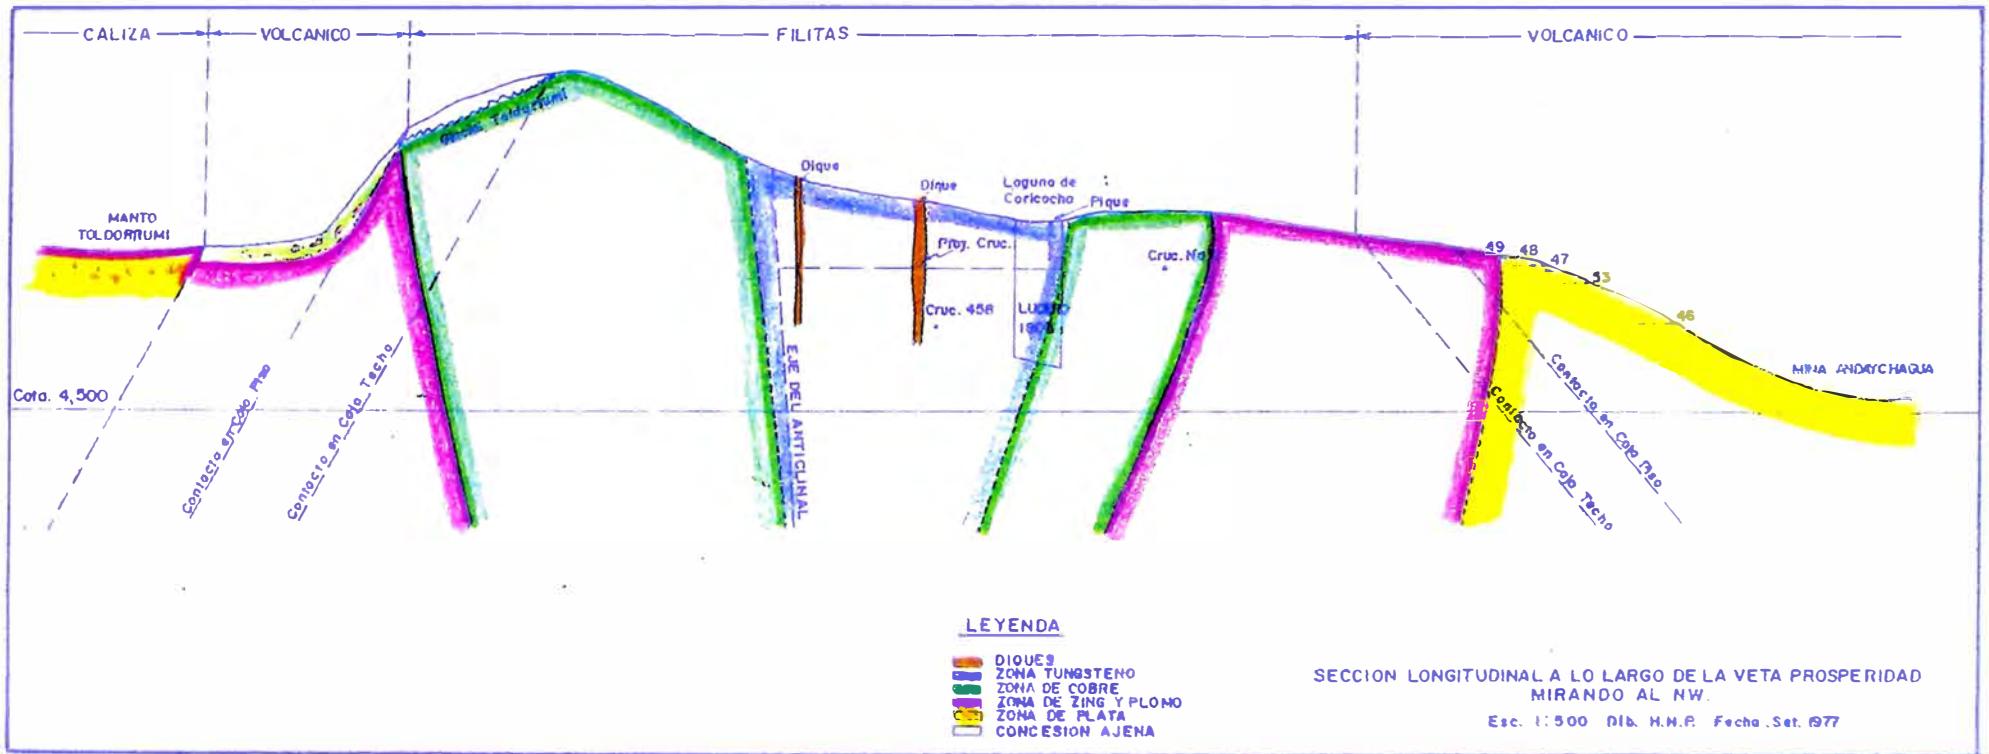 CALIZA
VOLCANICO
FILITAS
VOLCANICO
Toldorrumi
MANTO
TOLDORRUMI
Dique
Dique
Laguna de
Coricocha
Pique
Proy. Cruc.
Cruc. 458
Cruc. Nº
49
48
47
53
46
MINA ANDAYCHAGUA
Cota. 4,500
Contacto en Caja Piso
Contacto en Caja Techo
EJE DEL ANTICLINAL
Contacto en Caja Techo
Contacto en Caja Piso
LEYENDA
DIQUES
ZONA TUNGSTENO
ZONA DE COBRE
ZONA DE ZING Y PLOMO
ZONA DE PLATA
CONCESION AJENA
SECCION LONGITUDINAL A LO LARGO DE LA VETA PROSPERIDAD
MIRANDO AL NW.
Esc. 1:500 Dib. H.H.P. Fecha. Set. 1977